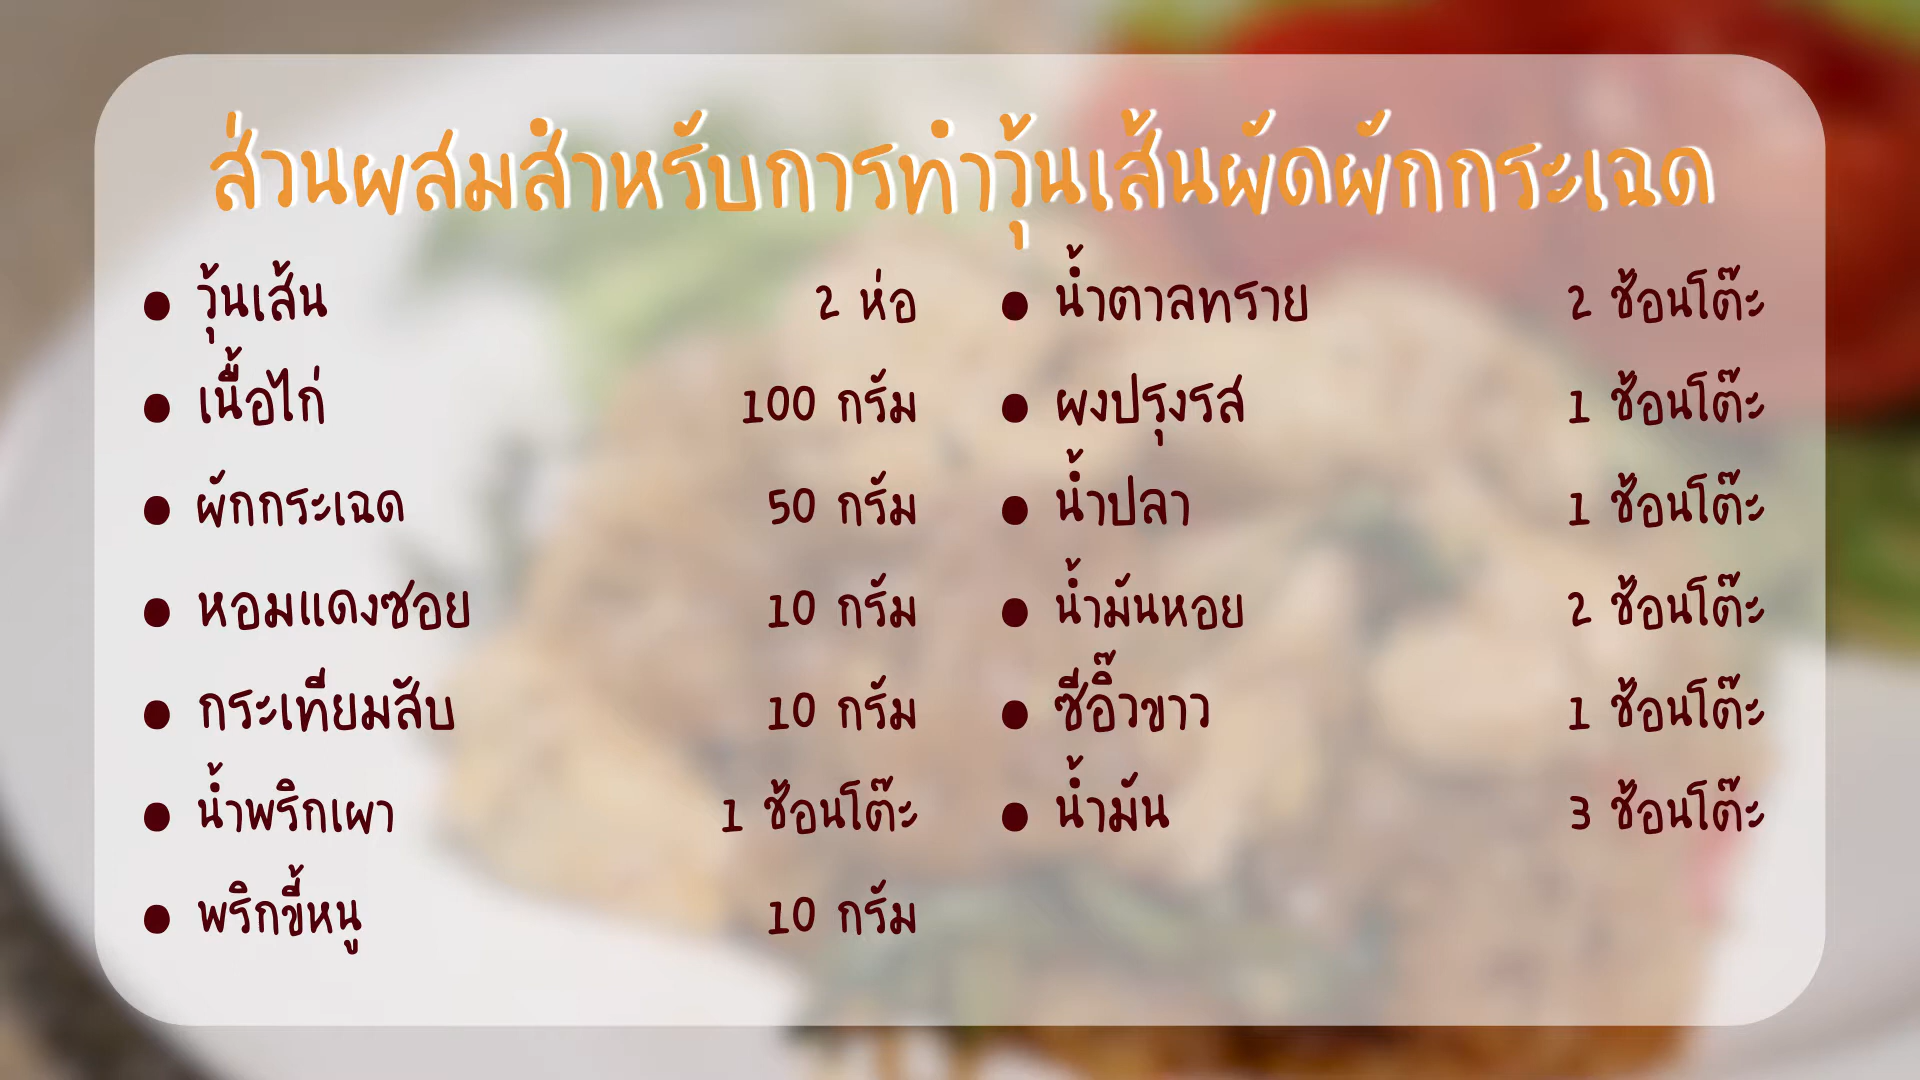 ส่วนผสมสำหรับการทำวุ้นเส้นผัดผักกระเฉด
วุ้นเส้น 2 ห่อ
เนื้อไก่ 100 กรัม
ผักกระเฉด 50 กรัม
หอมแดงซอย 10 กรัม
กระเทียมสับ 10 กรัม
น้ำพริกเผา 1 ช้อนโต๊ะ
พริกขี้หนู 10 กรัม
น้ำตาลทราย 2 ช้อนโต๊ะ
ผงปรุงรส 1 ช้อนโต๊ะ
น้ำปลา 1 ช้อนโต๊ะ
น้ำมันหอย 2 ช้อนโต๊ะ
ซีอิ๊วขาว 1 ช้อนโต๊ะ
น้ำมัน 3 ช้อนโต๊ะ